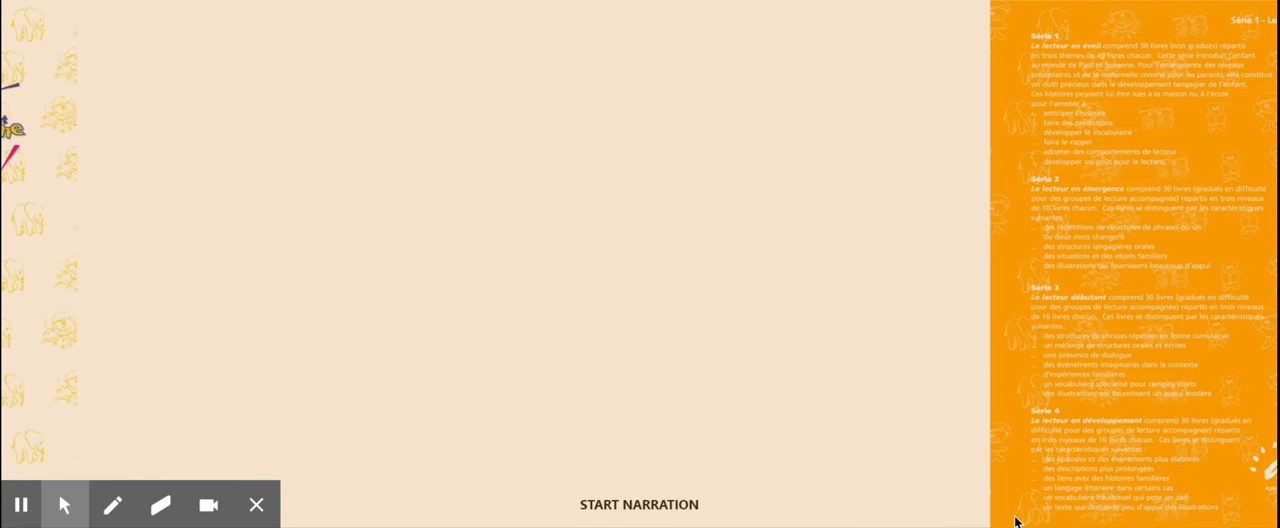 he
START NARRATION
Série 1 - Le
Série 1
Le lecteur en éveil comprend 30 livres (non gradués) répartis
en trois thèmes de 10 livres chacun. Cette série introduit l'enfant
au monde de Paul et Suzanne. Pour l'enseignante des niveaux
préscolaires et de la maternelle comme pour les parents, elle constitue
un outil précieux dans le développement langagier de l'enfant.
Ces histoires peuvent lui être lues à la maison ou à l'école
pour l'amener à
anticiper l'histoire
faire des prédictions
développer le vocabulaire
faire le rappel
adopter des comportements de lecteur
développer un goût pour la lecture
Série 2
Le lecteur en émergence comprend 30 livres (gradués en difficulté
pour des groupes de lecture accompagnée) répartis en trois niveaux
de 10 livres chacun. Ces livres se distinguent par les caractéristiques
suivantes :
des répétitions de structures de phrases où un
ou deux mots changent
des structures langagières orales
des situations et des objets familiers
des illustrations qui fournissent beaucoup d'appui
Série 3
Le lecteur débutant comprend 30 livres (gradués en difficulté
pour des groupes de lecture accompagnée) répartis en trois niveaux
de 10 livres chacun. Ces livres se distinguent par les caractéristiques
suivantes :
des structures de phrases répétées en forme cumulative
un mélange de structures orales et écrites
une présence de dialogue
des événements imaginaires dans le contexte
d'expériences familières
un vocabulaire spécialisé pour certains sujets
des illustrations qui fournissent un appui modéré
Série 4
Le lecteur en développement comprend 30 livres (gradués en
difficulté pour des groupes de lecture accompagnée) répartis
en trois niveaux de 10 livres chacun. Ces livres se distinguent
par les caractéristiques suivantes :
des épisodes et des événements plus élaborés
des descriptions plus prolongées
des liens avec des histoires familières
un langage littéraire dans certains cas
un vocabulaire inhabituel qui pose un défi
un texte qui demande peu d'appui des illustrations